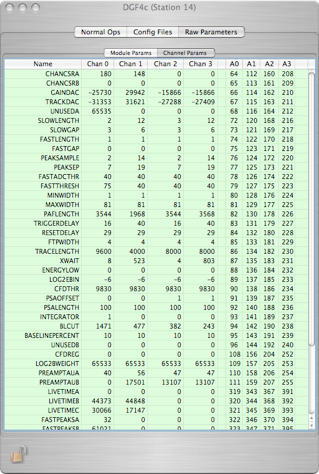 DGF4c (Station 14)
Normal Ops Config Files Raw Parameters
Module Params Channel Params
Name Chan 0 Chan 1 Chan 2 Chan 3 A0 A1 A2 A3
CHANCSRA 180 148 0 0 64 112 160 208
CHANCSRB 0 0 0 0 65 113 161 209
GAINDAC -25730 29942 -15866 -15866 66 114 162 210
TRACKDAC -31353 31621 -27288 -27409 67 115 163 211
UNUSEDA 65535 0 0 0 68 116 164 212
SLOWLENGTH 2 12 3 3 72 120 168 216
SLOWGAP 3 6 3 6 73 121 169 217
FASTLENGTH 1 1 1 1 74 122 170 218
FASTGAP 0 0 0 0 75 123 171 219
PEAKSAMPLE 2 14 2 14 76 124 172 220
PEAKSEP 7 19 7 19 77 125 173 221
FASTADCTHR 40 40 40 40 78 126 174 222
FASTTHRESH 75 40 40 40 79 127 175 223
MINWIDTH 1 1 1 1 80 128 176 224
MAXWIDTH 81 81 81 81 81 129 177 225
PAFLENGTH 3544 1968 3544 3568 82 130 178 226
TRIGGERDELAY 16 40 16 40 83 131 179 227
RESETDELAY 29 29 29 29 84 132 180 228
FTPWIDTH 4 4 4 4 85 133 181 229
TRACELENGTH 9600 4000 8000 8000 86 134 182 230
XWAIT 8 523 4 803 87 135 183 231
ENERGYLOW 0 0 0 0 88 136 184 232
LOG2EBIN -6 -6 -6 -6 89 137 185 233
CFDTHR 9830 9830 9830 9830 90 138 186 234
PSAOFFSET 0 0 1 1 91 139 187 235
PSALENGTH 100 100 100 100 92 140 188 236
INTEGRATOR 1 0 0 0 93 141 189 237
BLCUT 1471 477 382 243 94 142 190 238
BASELINEPERCENT 10 10 10 10 95 143 191 239
UNUSEDB 0 0 0 0 96 144 192 240
CFDREG 0 0 0 0 108 156 204 252
LOG2BWEIGHT 65533 65533 65533 65533 109 157 205 253
PREAMPTAUA 40 56 47 47 110 158 206 254
PREAMPTAUB 0 17501 13107 13107 111 159 207 255
LIVETIMEA 0 0 0 0 319 343 367 391
LIVETIMEB 44373 44848 0 0 320 344 368 392
LIVETIMEC 30066 17147 0 0 321 345 369 393
FASTPEAKSA 32 0 0 0 322 346 370 394
FASTPEAKSB 61021 0 0 0 323 347 371 395